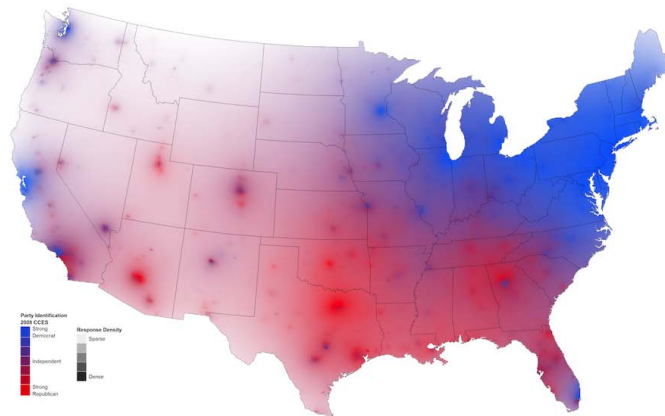 Party Identification
2008 CCES
Strong
Democrat
Independent
Strong
Republican
Response Density
Sparse
Dense